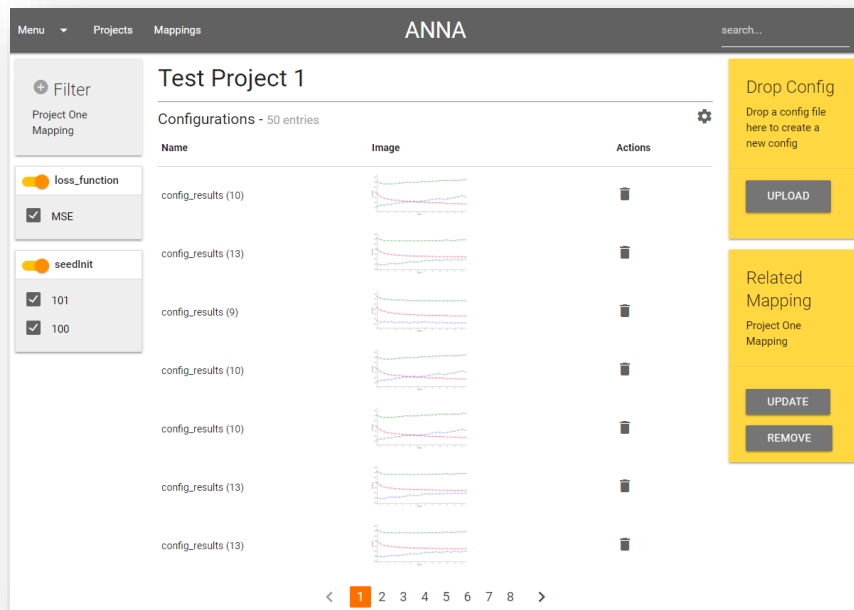 Menu Projects Mappings ANNA search...
Filter
Project One
Mapping
loss_function
MSE
seedInit
101
100
Test Project 1
Configurations - 50 entries
Name Image Actions
config_results (10)
config_results (13)
config_results (9)
config_results (10)
config_results (10)
config_results (13)
config_results (13)
1 2 3 4 5 6 7 8
Drop Config
Drop a config file
here to create a
new config
UPLOAD
Related
Mapping
Project One
Mapping
UPDATE
REMOVE